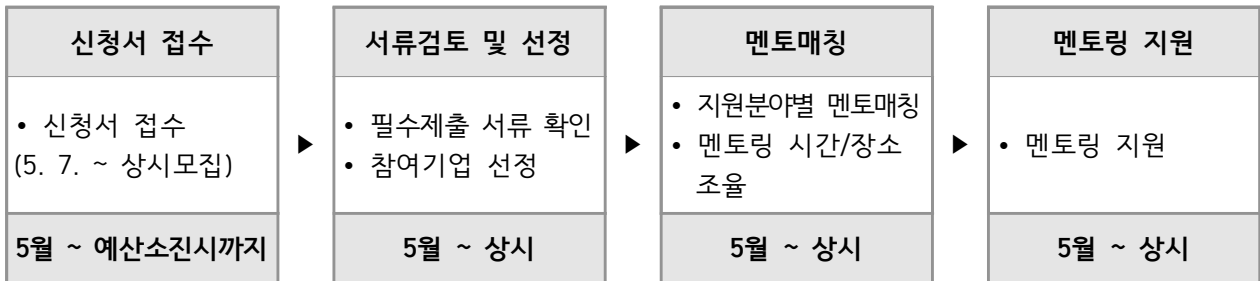 신청서 접수
• 신청서 접수
(5. 7. ~ 상시모집)
5월 ~ 예산소진시까지
▶
서류검토 및 선정
• 필수제출 서류 확인
• 참여기업 선정
5월 ~ 상시
▶
멘토매칭
• 지원분야별 멘토매칭
• 멘토링 시간/장소
조율
5월 ~ 상시
▶
멘토링 지원
• 멘토링 지원
5월 ~ 상시